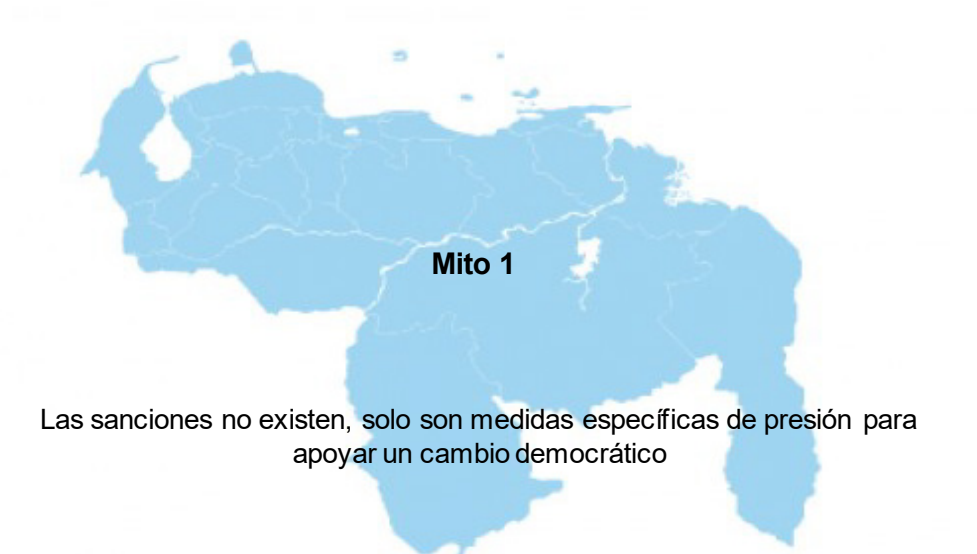 Mito 1
Las sanciones no existen, solo son medidas específicas de presión para
apoyar un cambio democrático